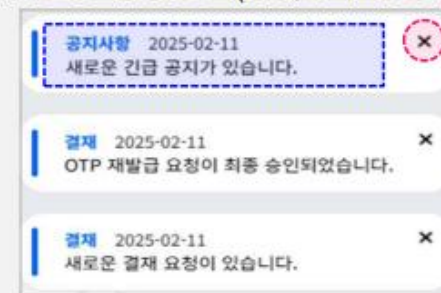 공지사항 2025-02-11 ×
새로운 긴급 공지가 있습니다.
결재 2025-02-11 ×
OTP 재발급 요청이 최종 승인되었습니다.
결재 2025-02-11 ×
새로운 결재 요청이 있습니다.